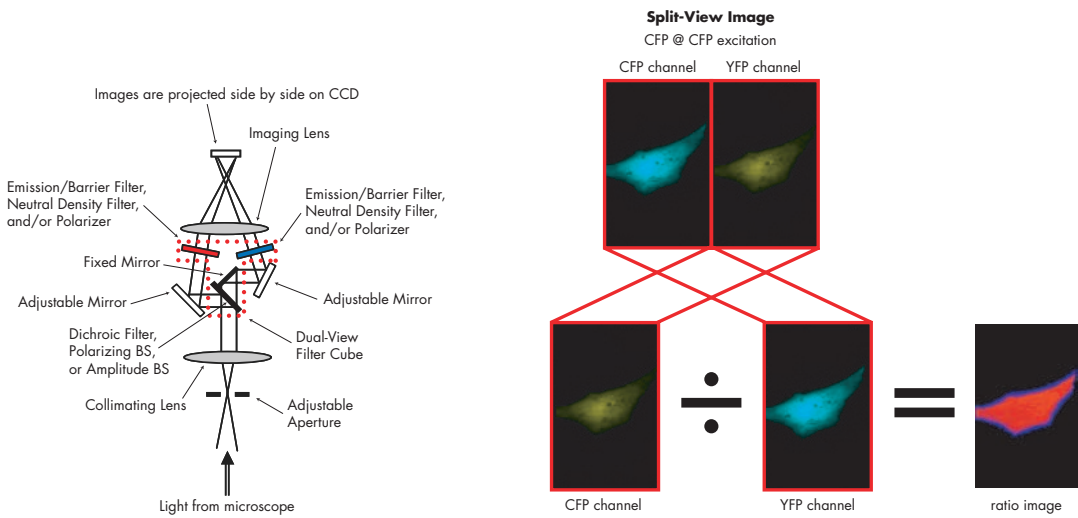 Images are projected side by side on CCD
Imaging Lens
Emission/Barrier Filter,
Neutral Density Filter,
and/or Polarizer
Emission/Barrier Filter,
Neutral Density Filter,
and/or Polarizer
Fixed Mirror
Adjustable Mirror
Adjustable Mirror
Dichroic Filter,
Polarizing BS,
or Amplitude BS
Dual-View
Filter Cube
Collimating Lens
Adjustable
Aperture
Light from microscope
Split-View Image
CFP @ CFP excitation
CFP channel
YFP channel
CFP channel
YFP channel
ratio image